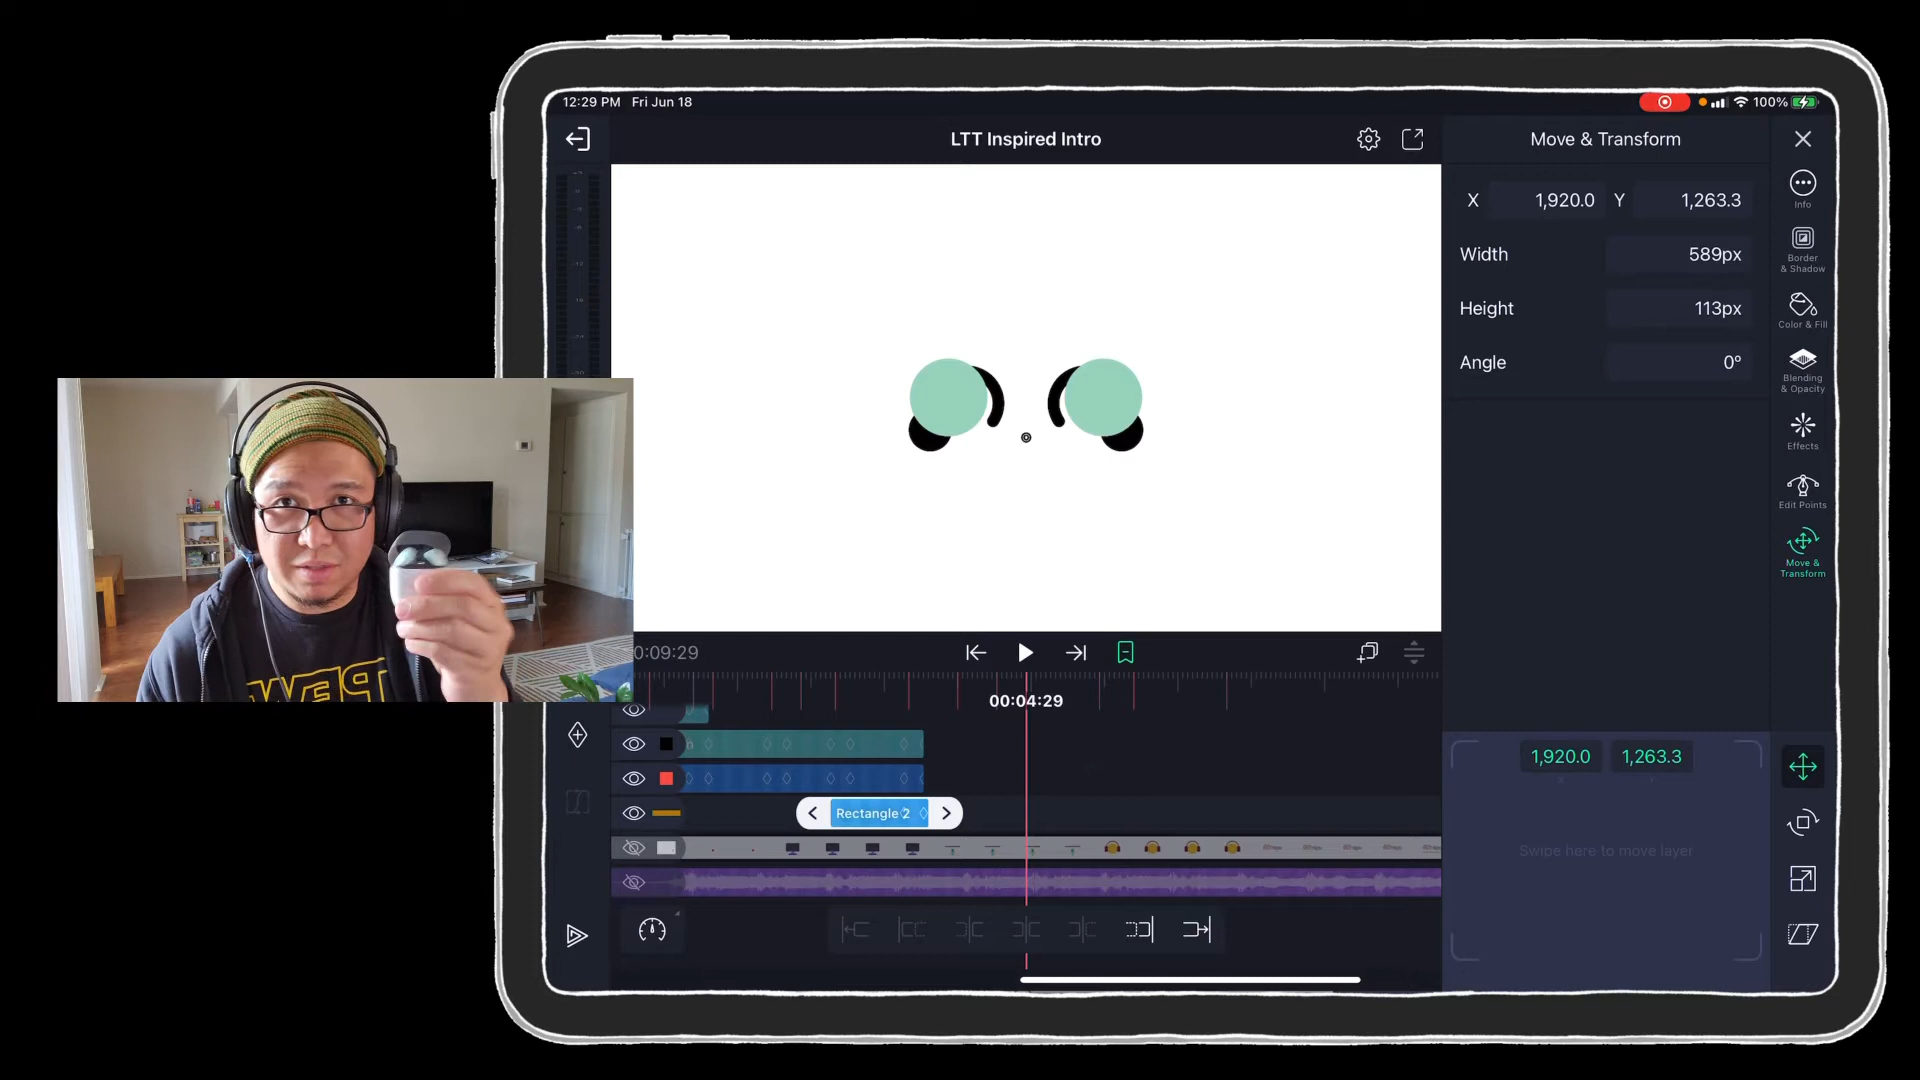 12:29 PM Fri Jun 18
100%
LTT Inspired Intro
Move & Transform
X 1,920.0 Y 1,263.3
Width 589px
Height 113px
Angle 0°
Info
Border
& Shadow
Color & Fill
Blending
& Opacity
Effects
Edit Points
Move &
Transform
0:09:29
00:04:29
Rectangle 2
1,920.0 1,263.3
X Y
Swipe here to move layer